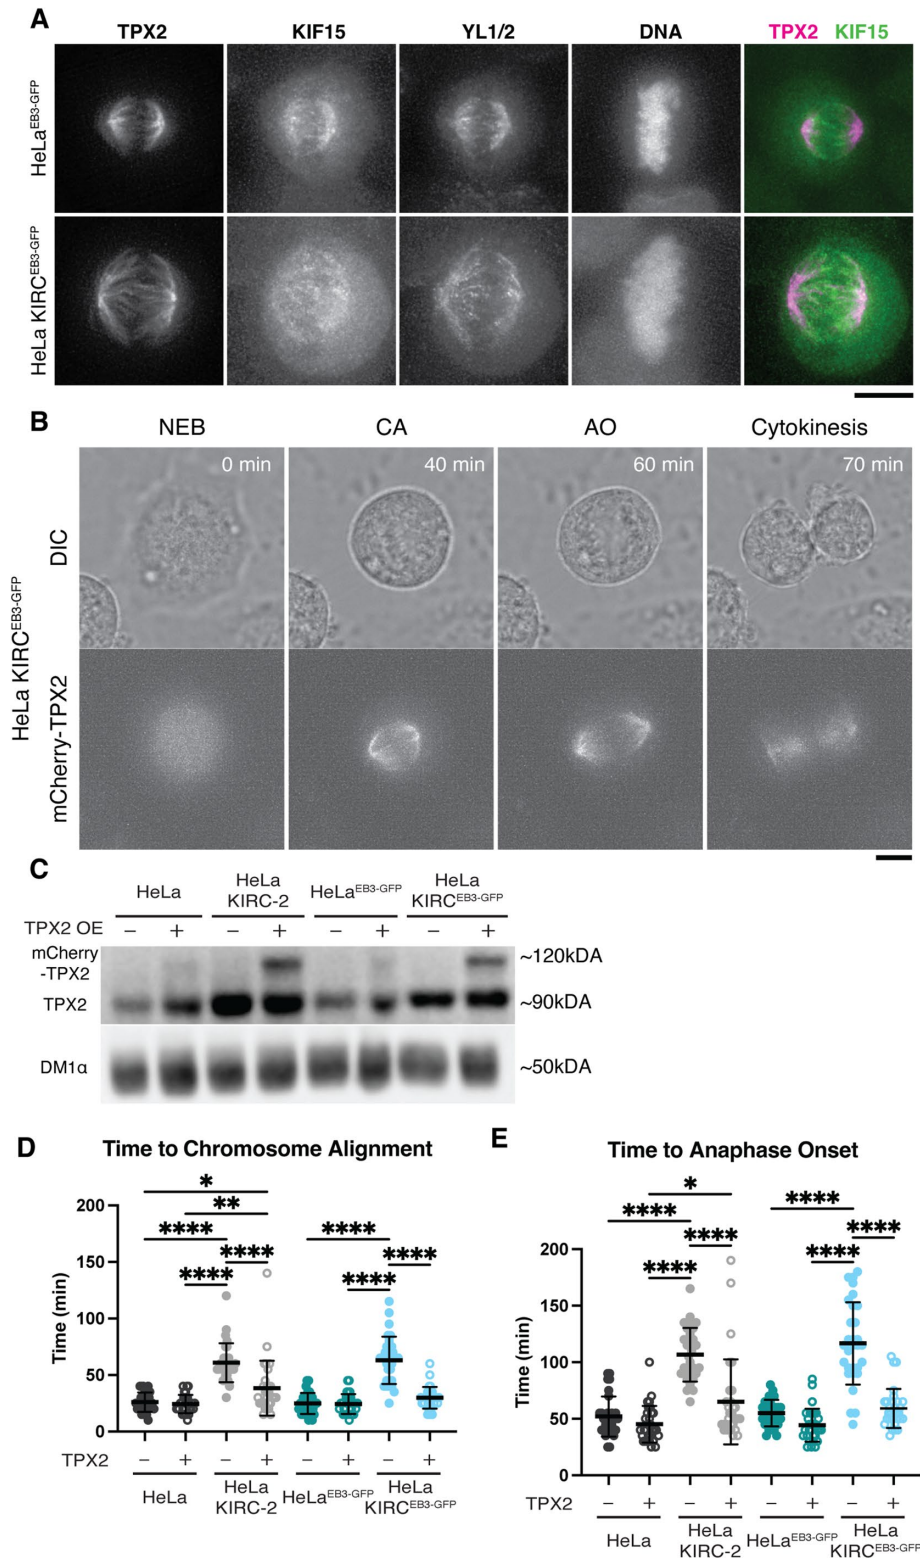 A
TPX2 KIF15 YL1/2 DNA TPX2 KIF15
HeLaEB3-GFP
HeLa KIRCEB3-GFP
B
NEB CA AO Cytokinesis
0 min 40 min 60 min 70 min
HeLa KIRCEB3-GFP
DIC
mCherry-TPX2
C
HeLa HeLa KIRC-2 HeLaEB3-GFP HeLa KIRCEB3-GFP
TPX2 OE – + – + – + – +
mCherry
-TPX2
~120kDA
TPX2 ~90kDA
DM1α ~50kDA
D
Time to Chromosome Alignment
* 
**
**** ****
**** ****
**** ****
Time (min)
200
150
100
50
0
TPX2 – + – + – + – +
HeLa HeLa KIRC-2 HeLaEB3-GFP HeLa KIRCEB3-GFP
E
Time to Anaphase Onset
* ****
**** ****
**** ****
****
Time (min)
200
150
100
50
0
TPX2 – + – + – + – +
HeLa HeLa KIRC-2 HeLaEB3-GFP HeLa KIRCEB3-GFP